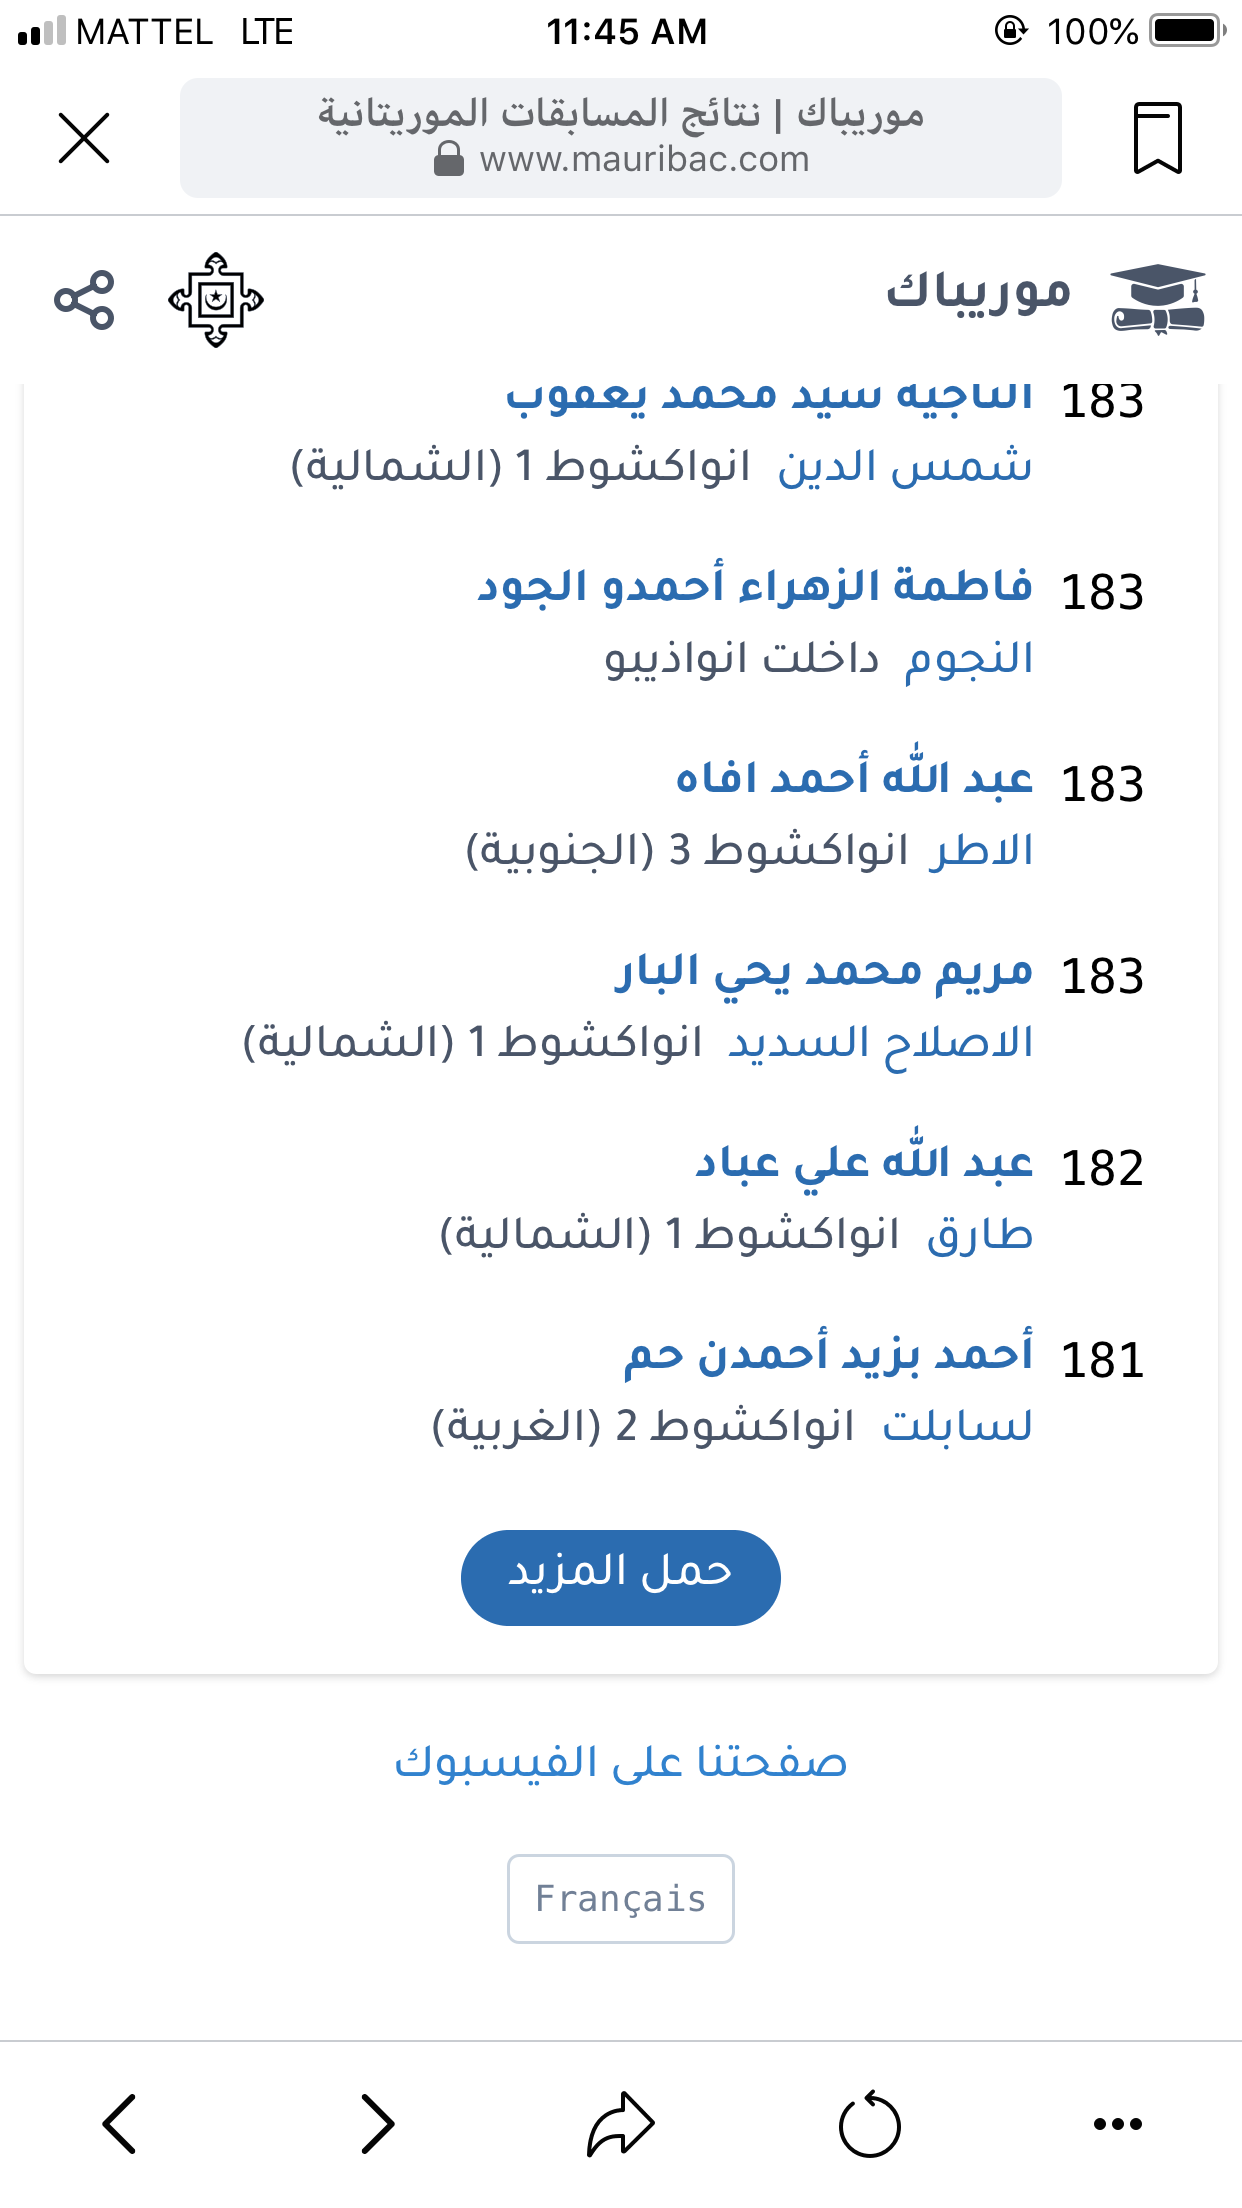 MATTEL LTE 11:45 AM 100%
موريباك | نتائج المسابقات الموريتانية
www.mauribac.com
موريباك
183 الناجيه سيد محمد يعقوب
شمس الدين انواكشوط 1 (الشمالية)
183 فاطمة الزهراء أحمدو الجود
النجوم داخلت انواذيبو
183 عبد الله أحمد افاه
الاطر انواكشوط 3 (الجنوبية)
183 مريم محمد يحي البار
الاصلاح السديد انواكشوط 1 (الشمالية)
182 عبد الله علي عباد
طارق انواكشوط 1 (الشمالية)
181 أحمد بزيد أحمدن حم
لسابلت انواكشوط 2 (الغربية)
حمل المزيد
صفحتنا على الفيسبوك
Français